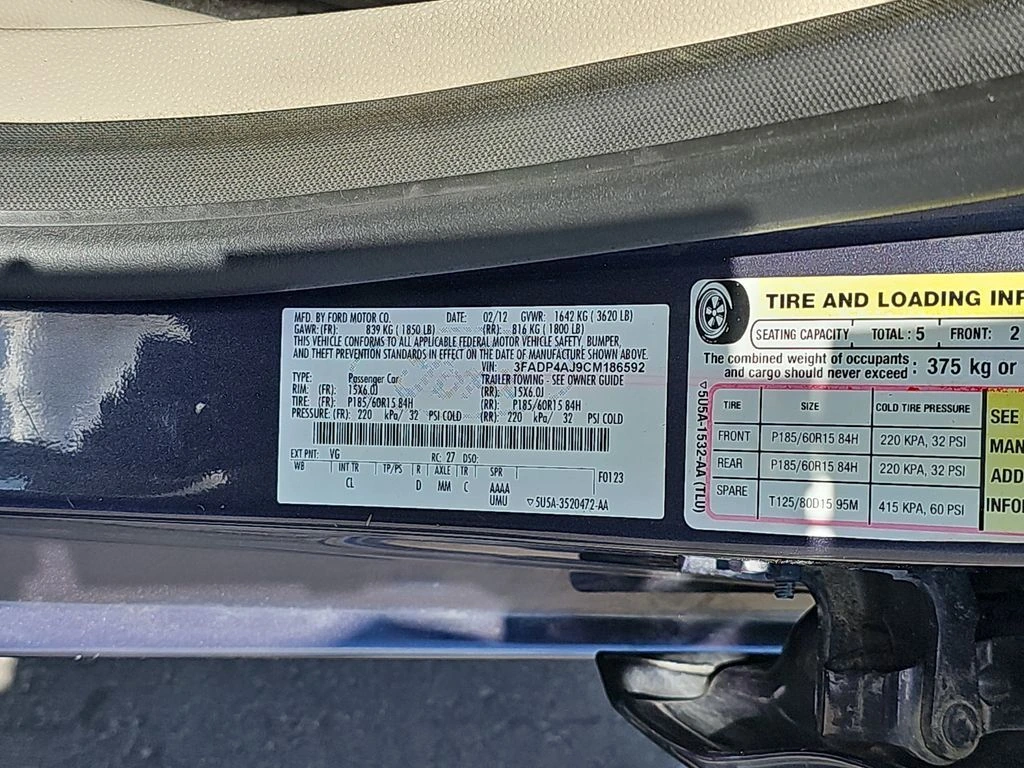 MFD. BY FORD MOTOR CO. DATE: 02/12 GVWR: 1642 KG ( 3620 LB)
GAWR: (FR): 839 KG ( 1850 LB) (RR): 816 KG ( 1800 LB)
THIS VEHICLE CONFORMS TO ALL APPLICABLE FEDERAL MOTOR VEHICLE SAFETY, BUMPER,
AND THEFT PREVENTION STANDARDS IN EFFECT ON THE DATE OF MANUFACTURE SHOWN ABOVE.
VIN: 3FADP4AJ9CM186592
TYPE: Passenger Car TRAILER TOWING - SEE OWNER GUIDE
RIM: (FR): 15X6.0J (RR): 15X6.0J
TIRE: (FR): P185/60R15 84H (RR): P185/60R15 84H
PRESSURE: (FR): 220 kPa/ 32 PSI COLD (RR): 220 kPa/ 32 PSI COLD
EXT PNT: VG RC: 27 DSO:
WB INT TR TP/PS R AXLE TR SPR F0123
CL D MM C AAAA
UMU ▽5U5A-3520472-AA
TIRE AND LOADING INF
SEATING CAPACITY TOTAL : 5 FRONT: 2
The combined weight of occupants
and cargo should never exceed : 375 kg or
▽5U5A-1532-AA (TLU)
TIRE SIZE COLD TIRE PRESSURE
FRONT P185/60R15 84H 220 KPA, 32 PSI
REAR P185/60R15 84H 220 KPA, 32 PSI
SPARE T125/80D15 95M 415 KPA, 60 PSI
SEE
MAN
ADD
INFO